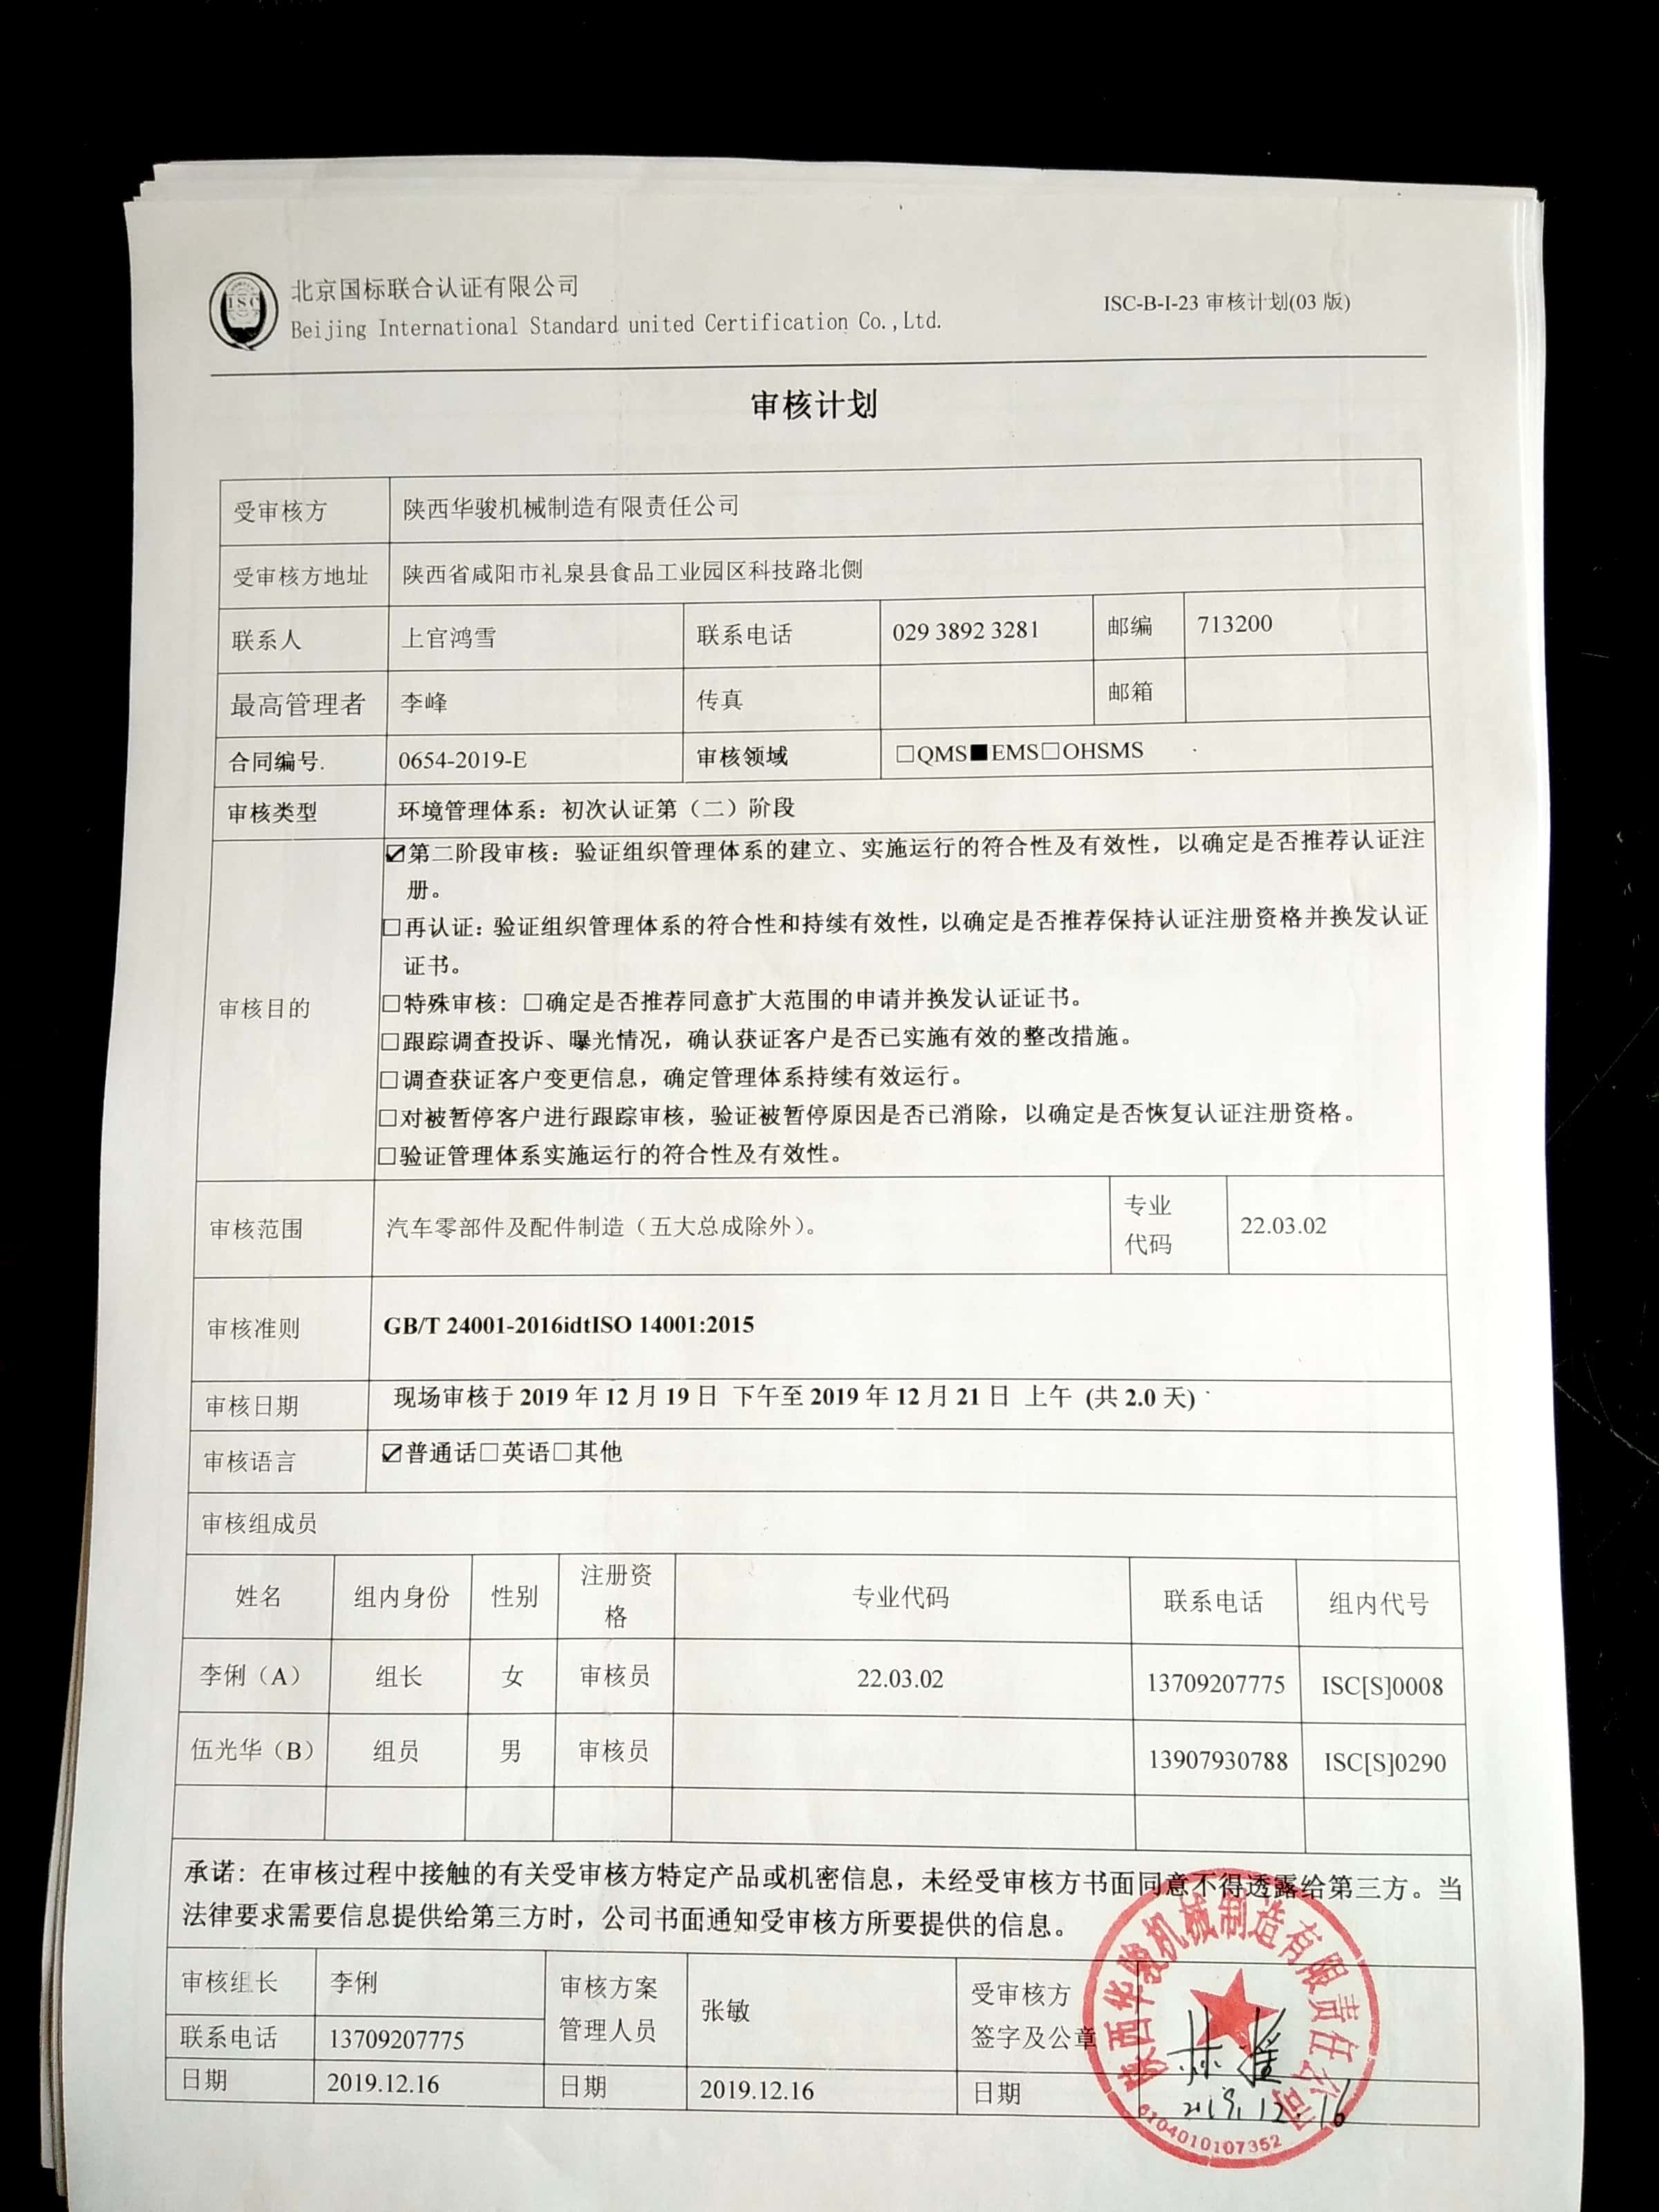 ISC
北京国标联合认证有限公司
Beijing International Standard united Certification Co.,Ltd.
ISC-B-I-23 审核计划(03 版)
审核计划
受审核方 陕西华骏机械制造有限责任公司
受审核方地址 陕西省咸阳市礼泉县食品工业园区科技路北侧
联系人 上官鸿雪 联系电话 029 3892 3281 邮编 713200
最高管理者 李峰 传真 邮箱
合同编号. 0654-2019-E 审核领域 □QMS■EMS□OHSMS
审核类型 环境管理体系：初次认证第（二）阶段
审核目的
☑第二阶段审核：验证组织管理体系的建立、实施运行的符合性及有效性，以确定是否推荐认证注
册。
□再认证：验证组织管理体系的符合性和持续有效性，以确定是否推荐保持认证注册资格并换发认证
证书。
□特殊审核：□确定是否推荐同意扩大范围的申请并换发认证证书。
□跟踪调查投诉、曝光情况，确认获证客户是否已实施有效的整改措施。
□调查获证客户变更信息，确定管理体系持续有效运行。
□对被暂停客户进行跟踪审核，验证被暂停原因是否已消除，以确定是否恢复认证注册资格。
□验证管理体系实施运行的符合性及有效性。
审核范围 汽车零部件及配件制造（五大总成除外）。 专业
代码 22.03.02
审核准则 GB/T 24001-2016idtISO 14001:2015
审核日期 现场审核于 2019 年 12 月 19 日 下午至 2019 年 12 月 21 日 上午 (共 2.0 天)
审核语言 ☑普通话□英语□其他
审核组成员
姓名 组内身份 性别 注册资
格 专业代码 联系电话 组内代号
李俐（A） 组长 女 审核员 22.03.02 13709207775 ISC[S]0008
伍光华（B） 组员 男 审核员 13907930788 ISC[S]0290
承诺：在审核过程中接触的有关受审核方特定产品或机密信息，未经受审核方书面同意不得透露给第三方。当
法律要求需要信息提供给第三方时，公司书面通知受审核方所要提供的信息。
审核组长 李俐 审核方案
管理人员 张敏 受审核方
签字及公章
联系电话 13709207775
日期 2019.12.16 日期 2019.12.16 日期 2019.12.16
陕西华骏机械制造有限责任公司
6104010107352